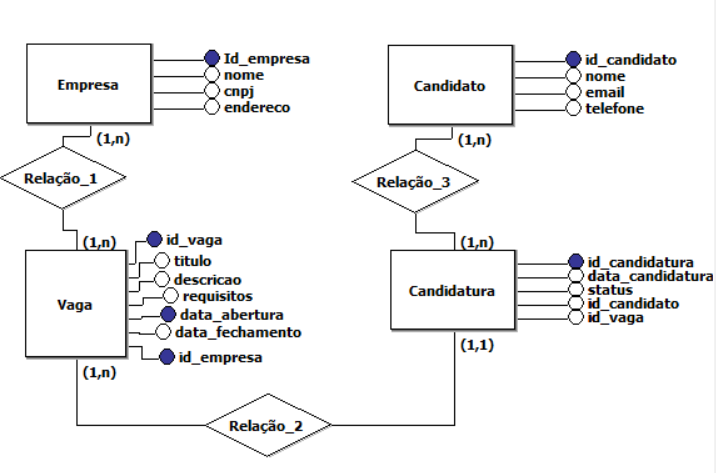 Empresa
Id_empresa
nome
cnpj
endereco
(1,n)
Relação_1
(1,n)
Vaga
id_vaga
titulo
descricao
requisitos
data_abertura
data_fechamento
id_empresa
(1,n)
Relação_2
Candidato
id_candidato
nome
email
telefone
(1,n)
Relação_3
(1,n)
Candidatura
id_candidatura
data_candidatura
status
id_candidato
id_vaga
(1,1)